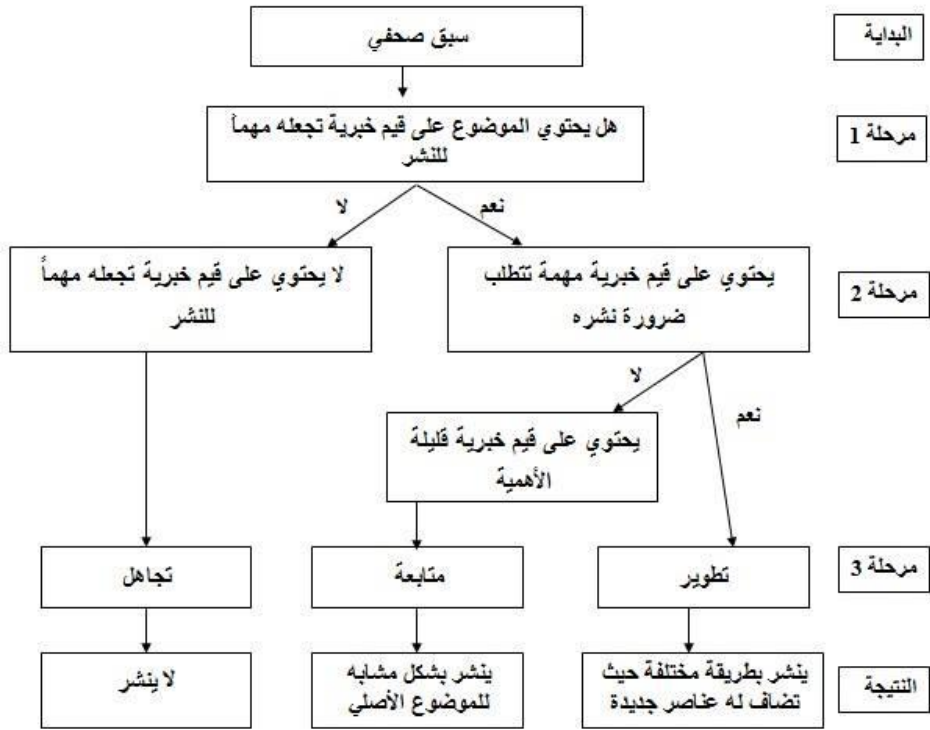 البداية
سبق صحفي
مرحلة 1
هل يحتوي الموضوع على قيم خبرية تجعله مهماً
للنشر
نعم
لا
مرحلة 2
يحتوي على قيم خبرية مهمة تتطلب
ضرورة نشره
لا يحتوي على قيم خبرية تجعله مهماً
للنشر
نعم
لا
يحتوي على قيم خبرية قليلة
الأهمية
مرحلة 3
تطوير
متابعة
تجاهل
النتيجة
ينشر بطريقة مختلفة حيث
تضاف له عناصر جديدة
ينشر بشكل مشابه
للموضوع الأصلي
لا ينشر